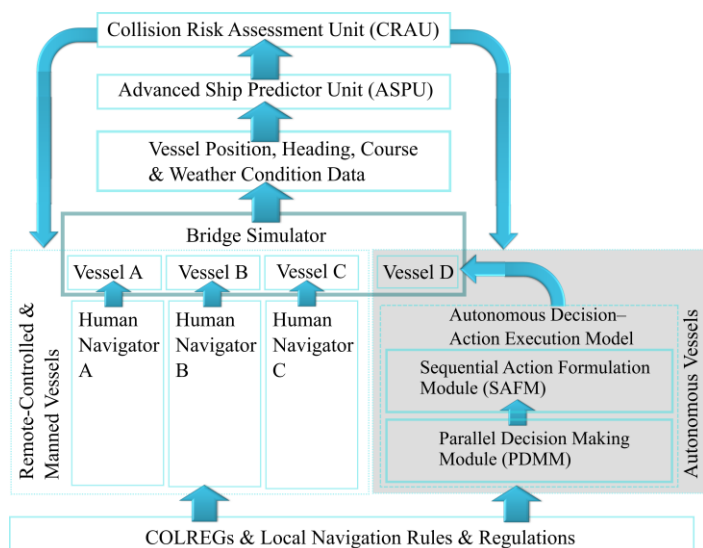 Collision Risk Assessment Unit (CRAU)
Advanced Ship Predictor Unit (ASPU)
Vessel Position, Heading, Course
& Weather Condition Data
Bridge Simulator
Vessel A
Vessel B
Vessel C
Vessel D
Remote-Controlled &
Manned Vessels
Human
Navigator
A
Human
Navigator
B
Human
Navigator
C
Autonomous Decision–
Action Execution Model
Sequential Action Formulation
Module (SAFM)
Parallel Decision Making
Module (PDMM)
Autonomous Vessels
COLREGs & Local Navigation Rules & Regulations